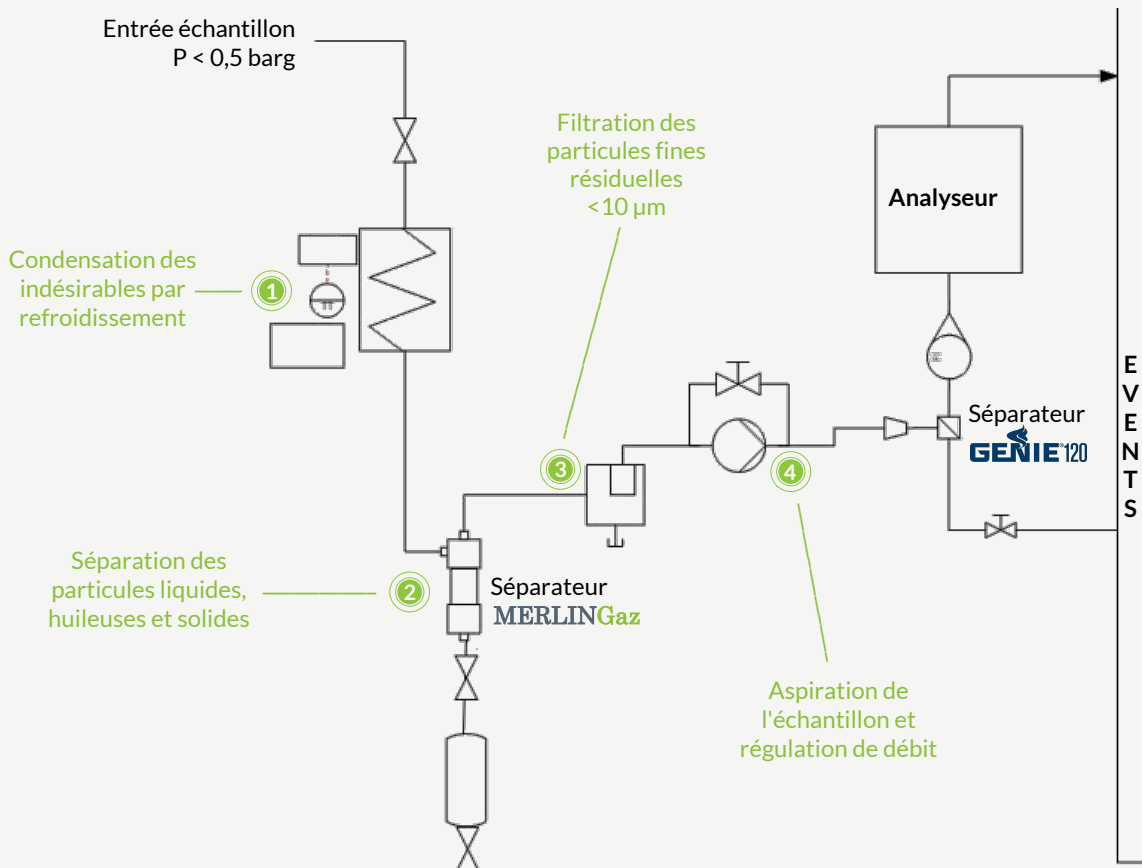 Entrée échantillon
P < 0,5 barg
Condensation des
indésirables par
refroidissement
1
Filtration des
particules fines
résiduelles
<10 µm
Analyseur
Séparateur
GENIE®120
E
V
E
N
T
S
3
4
Séparation des
particules liquides,
huileuses et solides
2
Séparateur
MERLINGaz
Aspiration de
l'échantillon et
régulation de débit